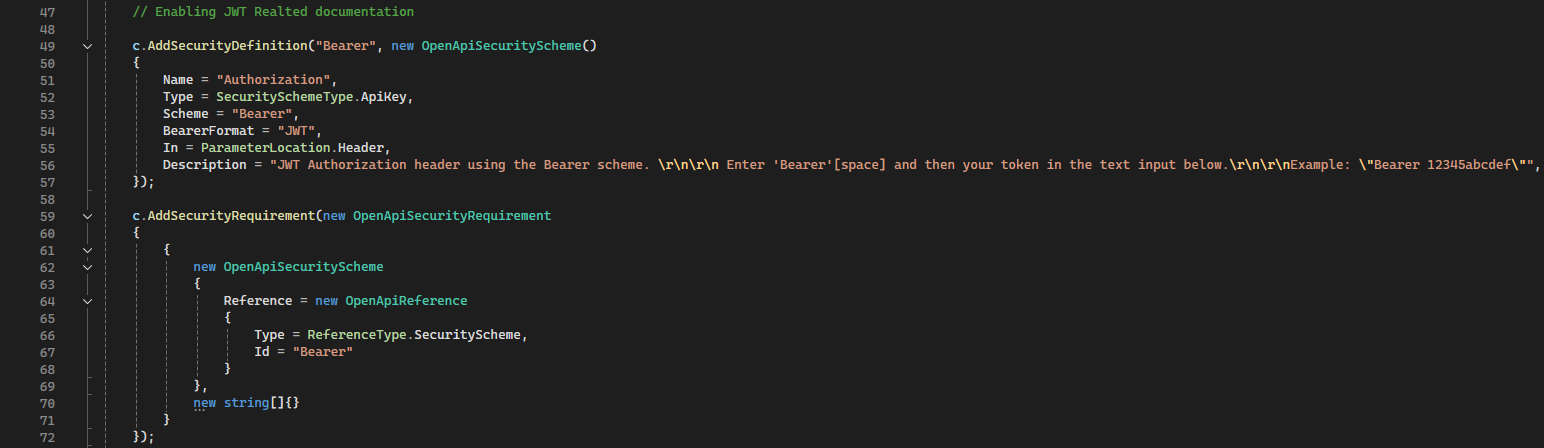 47 // Enabling JWT Realted documentation
48
49 c.AddSecurityDefinition("Bearer", new OpenApiSecurityScheme()
50 {
51 Name = "Authorization",
52 Type = SecuritySchemeType.ApiKey,
53 Scheme = "Bearer",
54 BearerFormat = "JWT",
55 In = ParameterLocation.Header,
56 Description = "JWT Authorization header using the Bearer scheme. \r\n\r\n Enter 'Bearer'[space] and then your token in the text input below.\r\n\r\nExample: \"Bearer 12345abcdef\"",
57 });
58
59 c.AddSecurityRequirement(new OpenApiSecurityRequirement
60 {
61 {
62 new OpenApiSecurityScheme
63 {
64 Reference = new OpenApiReference
65 {
66 Type = ReferenceType.SecurityScheme,
67 Id = "Bearer"
68 }
69 },
70 new string[]{}
71 }
72 });